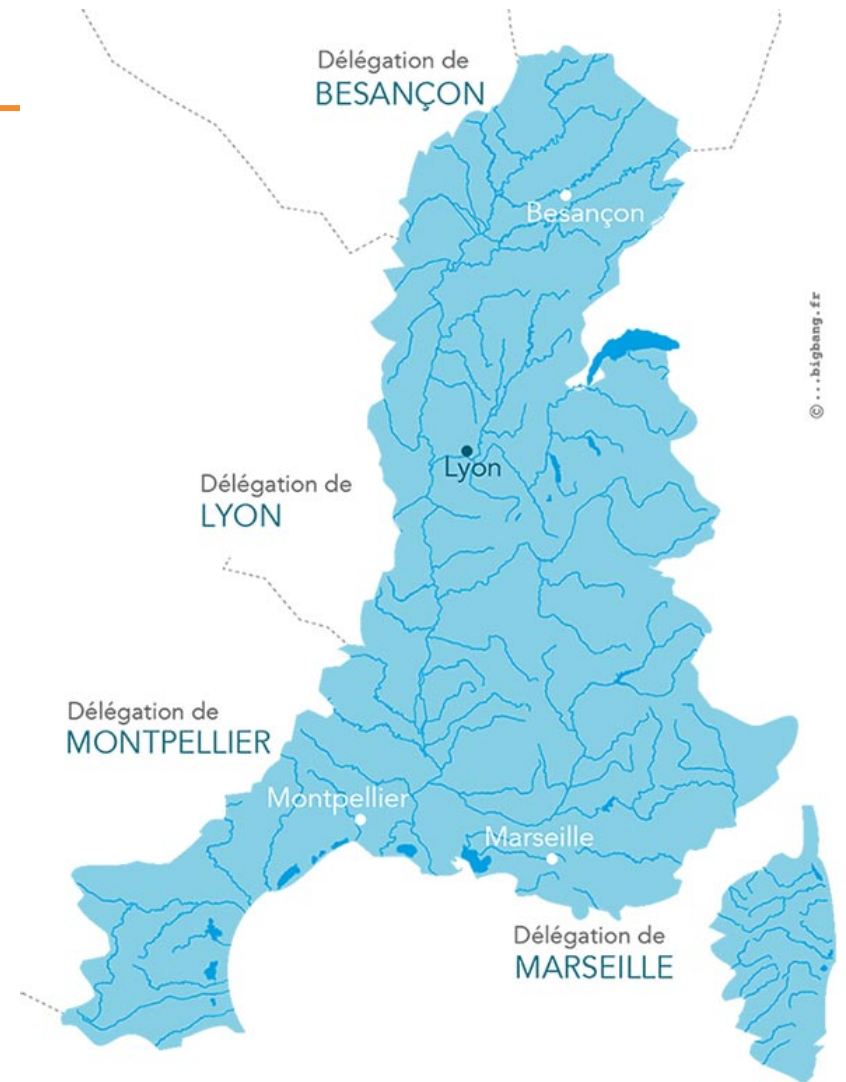 Délégation de
BESANÇON
Besançon
© ...bigbang.fr
Lyon
Délégation de
LYON
Délégation de
MONTPELLIER
Montpellier
Marseille
Délégation de
MARSEILLE